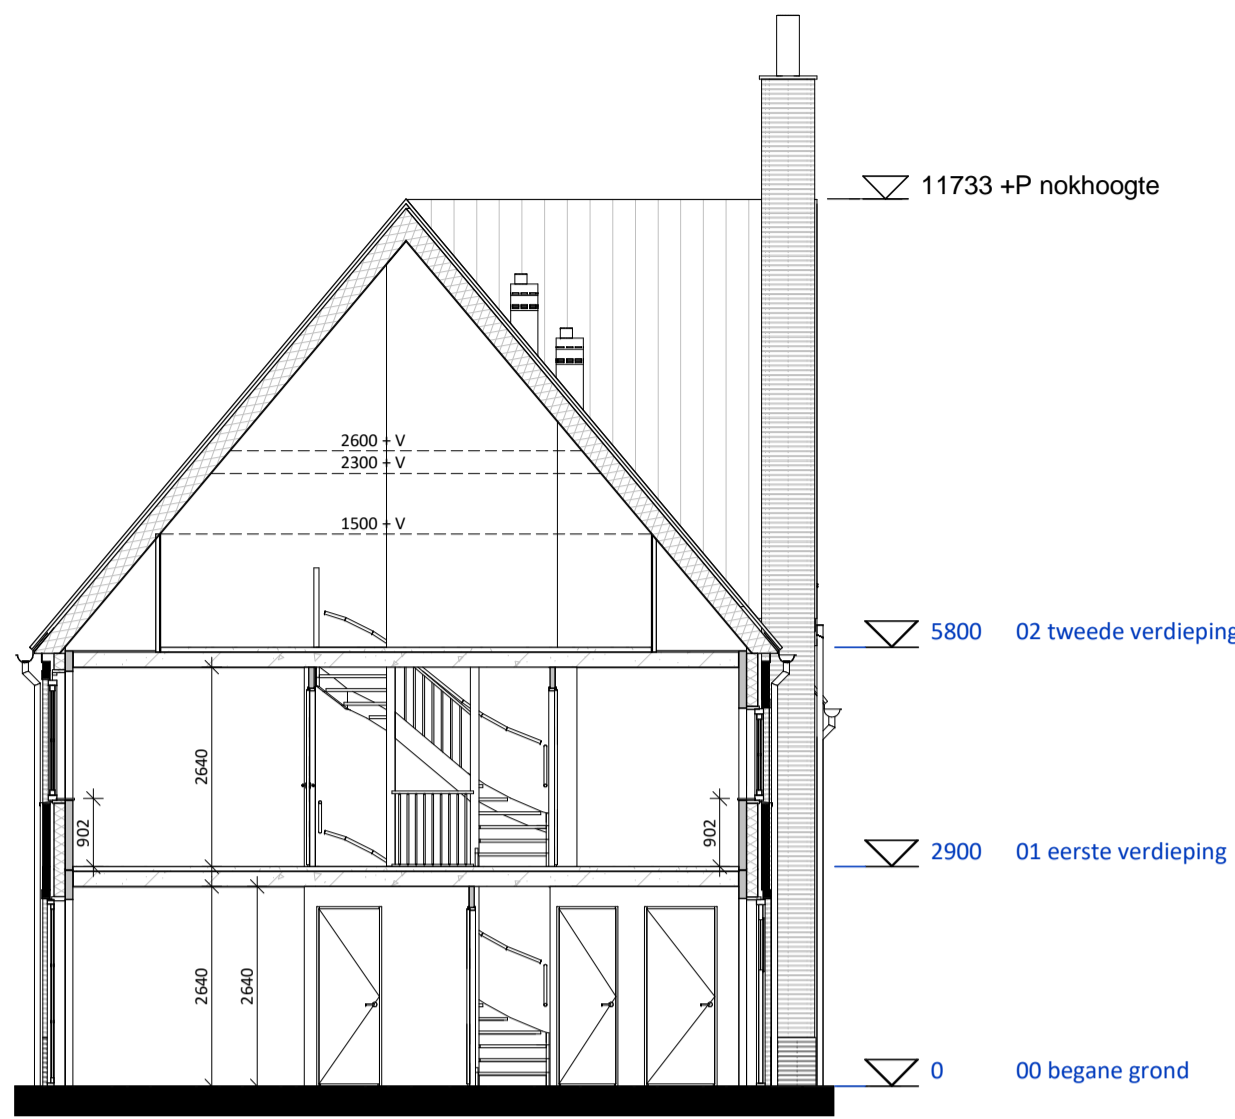 11733 +P nokhoogte
2600 + V
2300 + V
1500 + V
5800 02 tweede verdieping
2640
902
902
2900 01 eerste verdieping
2640
2640
0 00 begane grond